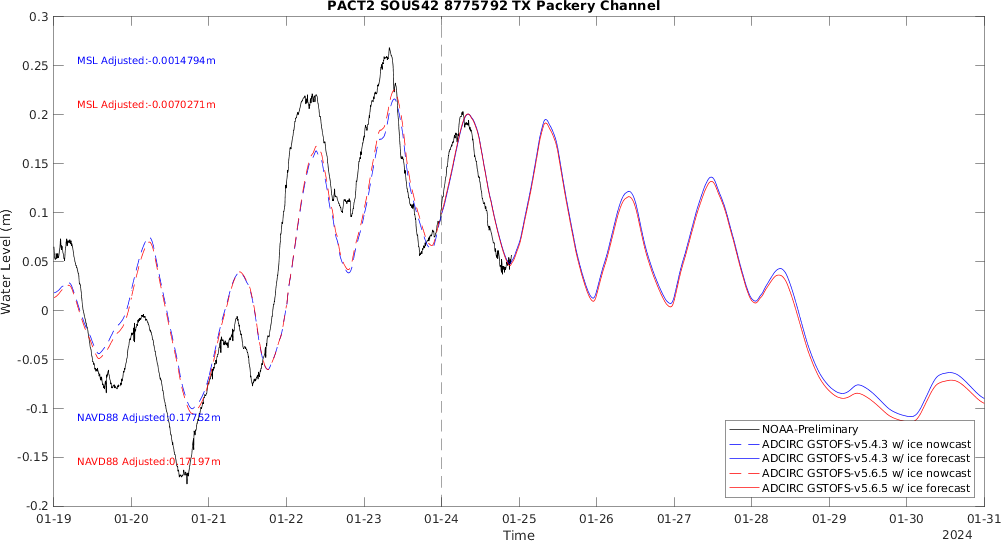 PACT2 SOUS42 8775792 TX Packery Channel
0.3
0.25
0.2
0.15
0.1
0.05
0
-0.05
-0.1
-0.15
-0.2
Water Level (m)
MSL Adjusted:-0.0014794m
MSL Adjusted:-0.0070271m
NAVD88 Adjusted:0.17752m
NAVD88 Adjusted:0.17197m
NOAA-Preliminary
ADCIRC GSTOFS-v5.4.3 w/ ice nowcast
ADCIRC GSTOFS-v5.4.3 w/ ice forecast
ADCIRC GSTOFS-v5.6.5 w/ ice nowcast
ADCIRC GSTOFS-v5.6.5 w/ ice forecast
01-19 01-20 01-21 01-22 01-23 01-24 01-25 01-26 01-27 01-28 01-29 01-30 01-31
Time
2024